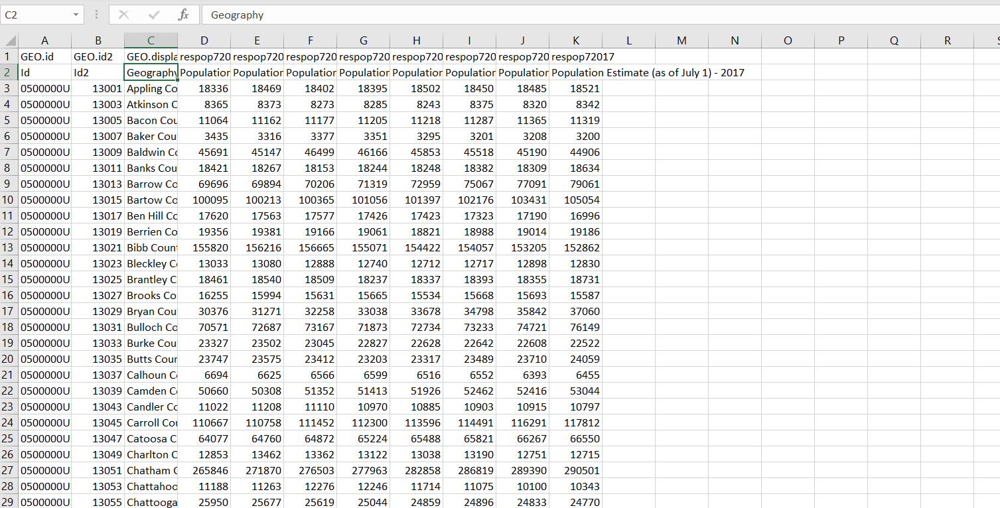 C2 fx Geography
A B C D E F G H I J K L M N O P Q R S
1 GEO.id GEO.id2 GEO.displa respop720 respop720 respop720 respop720 respop720 respop720 respop720 respop72017
2 Id Id2 Geography Population Population Population Population Population Population Population Population Estimate (as of July 1) - 2017
3 0500000U 13001 Appling Co 18336 18469 18402 18395 18502 18450 18485 18521
4 0500000U 13003 Atkinson C 8365 8373 8273 8285 8243 8375 8320 8342
5 0500000U 13005 Bacon Cou 11064 11162 11177 11205 11218 11287 11365 11319
6 0500000U 13007 Baker Cou 3435 3316 3377 3351 3295 3201 3208 3200
7 0500000U 13009 Baldwin Co 45691 45147 46499 46166 45853 45518 45190 44906
8 0500000U 13011 Banks Cou 18421 18267 18153 18244 18248 18382 18309 18634
9 0500000U 13013 Barrow Co 69696 69894 70206 71319 72959 75067 77091 79061
10 0500000U 13015 Bartow Co 100095 100213 100365 101056 101397 102176 103431 105054
11 0500000U 13017 Ben Hill Co 17620 17563 17577 17426 17423 17323 17190 16996
12 0500000U 13019 Berrien Co 19356 19381 19166 19061 18821 18988 19014 19186
13 0500000U 13021 Bibb Count 155820 156216 156665 155071 154422 154057 153205 152862
14 0500000U 13023 Bleckley C 13033 13080 12888 12740 12712 12717 12898 12830
15 0500000U 13025 Brantley C 18461 18540 18509 18237 18337 18393 18355 18731
16 0500000U 13027 Brooks Co 16255 15994 15631 15665 15534 15668 15693 15587
17 0500000U 13029 Bryan Cou 30376 31271 32258 33038 33678 34798 35842 37060
18 0500000U 13031 Bulloch Co 70571 72687 73167 71873 72734 73233 74721 76149
19 0500000U 13033 Burke Cou 23327 23502 23045 22827 22628 22642 22608 22522
20 0500000U 13035 Butts Coun 23747 23575 23412 23203 23317 23489 23710 24059
21 0500000U 13037 Calhoun C 6694 6625 6566 6599 6516 6552 6393 6455
22 0500000U 13039 Camden C 50660 50308 51352 51413 51926 52462 52416 53044
23 0500000U 13043 Candler Co 11022 11208 11110 10970 10885 10903 10915 10797
24 0500000U 13045 Carroll Cou 110667 110758 111452 112300 113596 114491 116291 117812
25 0500000U 13047 Catoosa C 64077 64760 64872 65224 65488 65821 66267 66550
26 0500000U 13049 Charlton C 12853 13462 13362 13122 13038 13190 12751 12715
27 0500000U 13051 Chatham C 265846 271870 276503 277963 282858 286819 289390 290501
28 0500000U 13053 Chattahoo 11188 11263 12276 12246 11714 11075 10100 10343
29 0500000U 13055 Chattooga 25950 25677 25619 25044 24859 24896 24833 24770